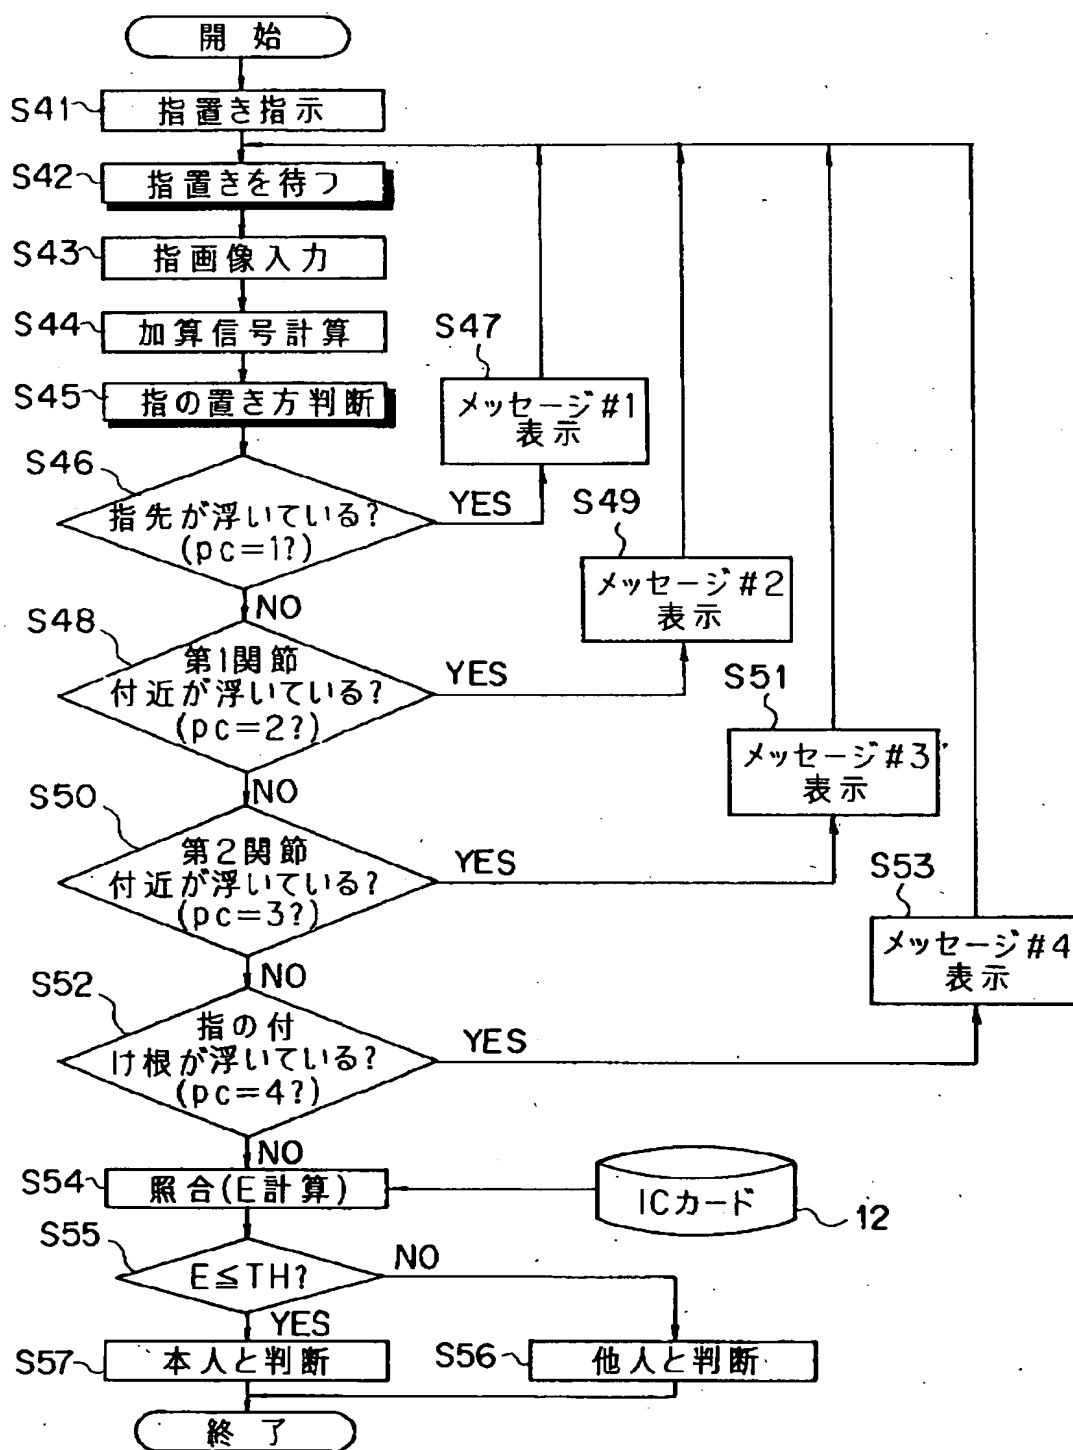 開始
S41
指置き指示
S42
指置きを待つ
S43
指画像入力
S44
加算信号計算
S45
指の置き方判断
S46
指先が浮いている?
(pc=1?)
YES
NO
S47
メッセージ#1
表示
S48
第1関節
付近が浮いている?
(pc=2?)
YES
NO
S49
メッセージ#2
表示
S50
第2関節
付近が浮いている?
(pc=3?)
YES
NO
S51
メッセージ#3
表示
S52
指の付
け根が浮いている?
(pc=4?)
YES
NO
S53
メッセージ#4
表示
S54
照合(E計算)
ICカード
12
S55
E≦TH?
NO
YES
S57
本人と判断
S56
他人と判断
終了